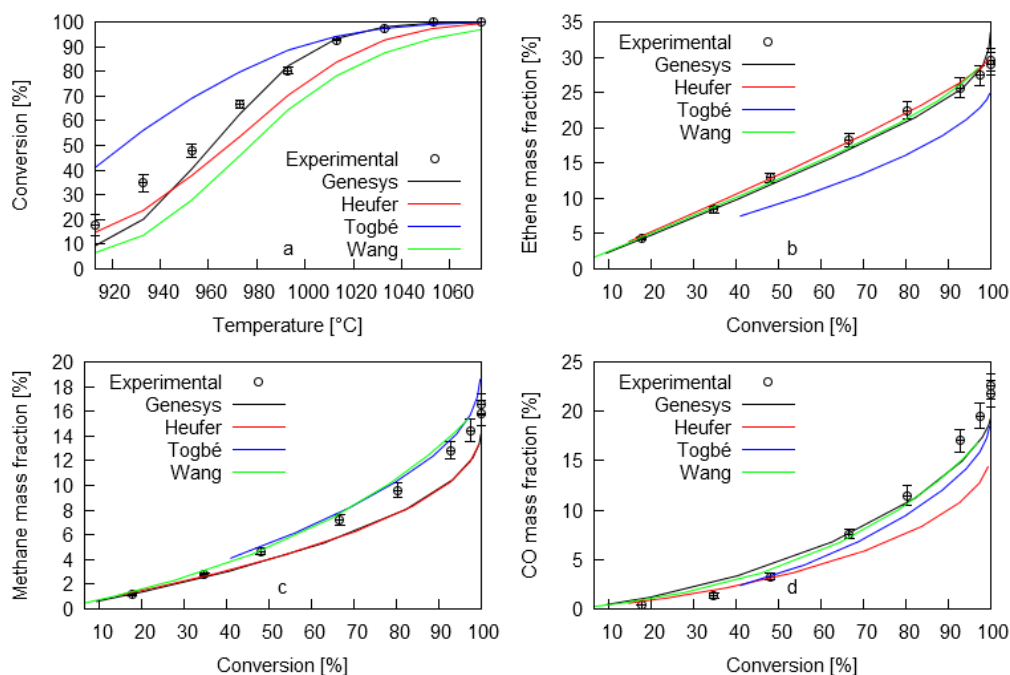 Conversion [%]
100
90
80
70
60
50
40
30
20
10
0
Experimental
Genesys
Heufer
Togbé
Wang
a
920 940 960 980 1000 1020 1040 1060
Temperature [°C]
Ethene mass fraction [%]
35
30
25
20
15
10
5
0
Experimental
Genesys
Heufer
Togbé
Wang
b
10 20 30 40 50 60 70 80 90 100
Conversion [%]
Methane mass fraction [%]
20
18
16
14
12
10
8
6
4
2
0
Experimental
Genesys
Heufer
Togbé
Wang
c
10 20 30 40 50 60 70 80 90 100
Conversion [%]
CO mass fraction [%]
25
20
15
10
5
0
Experimental
Genesys
Heufer
Togbé
Wang
d
10 20 30 40 50 60 70 80 90 100
Conversion [%]